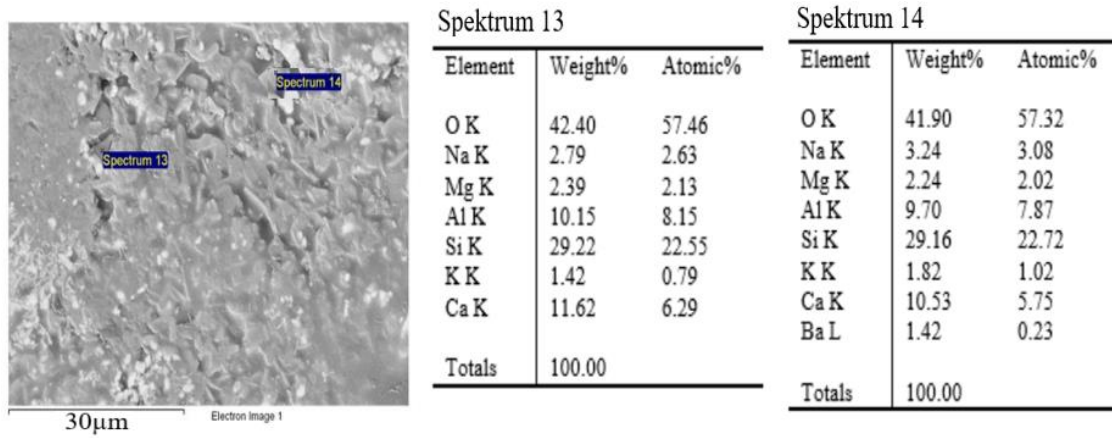 Spectrum 14
Spectrum 13
30µm
Electron Image 1
Spektrum 13
Element Weight% Atomic%
O K 42.40 57.46
Na K 2.79 2.63
Mg K 2.39 2.13
Al K 10.15 8.15
Si K 29.22 22.55
K K 1.42 0.79
Ca K 11.62 6.29
Totals 100.00
Spektrum 14
Element Weight% Atomic%
O K 41.90 57.32
Na K 3.24 3.08
Mg K 2.24 2.02
Al K 9.70 7.87
Si K 29.16 22.72
K K 1.82 1.02
Ca K 10.53 5.75
Ba L 1.42 0.23
Totals 100.00